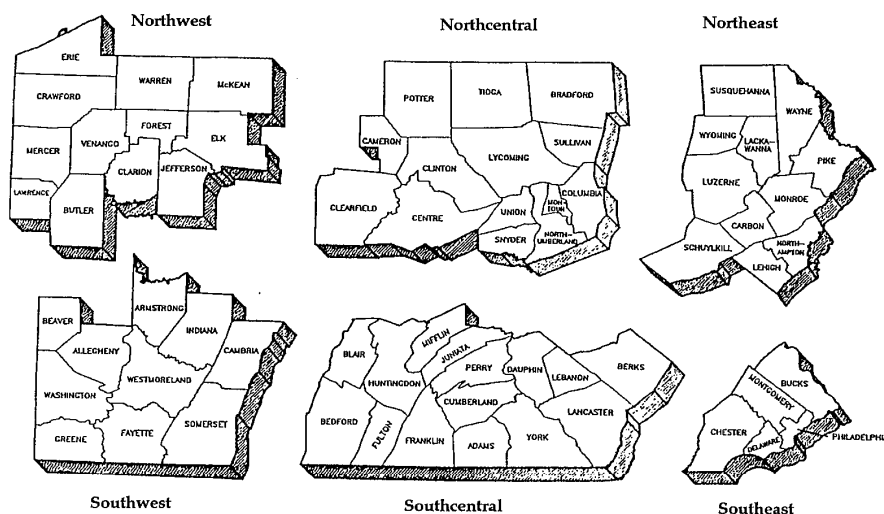 Northwest
ERIE
WARREN
McKEAN
CRAWFORD
FOREST
VENANGO
ELK
MERCER
CLARION
JEFFERSON
LAWRENCE
BUTLER
Northcentral
POTTER
TIOGA
BRADFORD
CAMERON
SULLIVAN
CLINTON
LYCOMING
COLUMBIA
MON-
TOUR
CLEARFIELD
CENTRE
UNION
SNYDER
NORTH-
UMBERLAND
Northeast
SUSQUEHANNA
WAYNE
WYOMING
LACKA-
WANNA
PIKE
LUZERNE
MONROE
CARBON
SCHUYLKILL
NORTH-
AMPTON
LEHIGH
ARMSTRONG
BEAVER
INDIANA
ALLEGHENY
CAMBRIA
WESTMORELAND
WASHINGTON
SOMERSET
GREENE
FAYETTE
Southwest
MIFFLIN
BLAIR
JUNIATA
PERRY
DAUPHIN
BERKS
HUNTINGDON
LEBANON
CUMBERLAND
LANCASTER
BEDFORD
FULTON
FRANKLIN
ADAMS
YORK
Southcentral
BUCKS
MONTGOMERY
CHESTER
DELAWARE
PHILADELPHI
Southeast